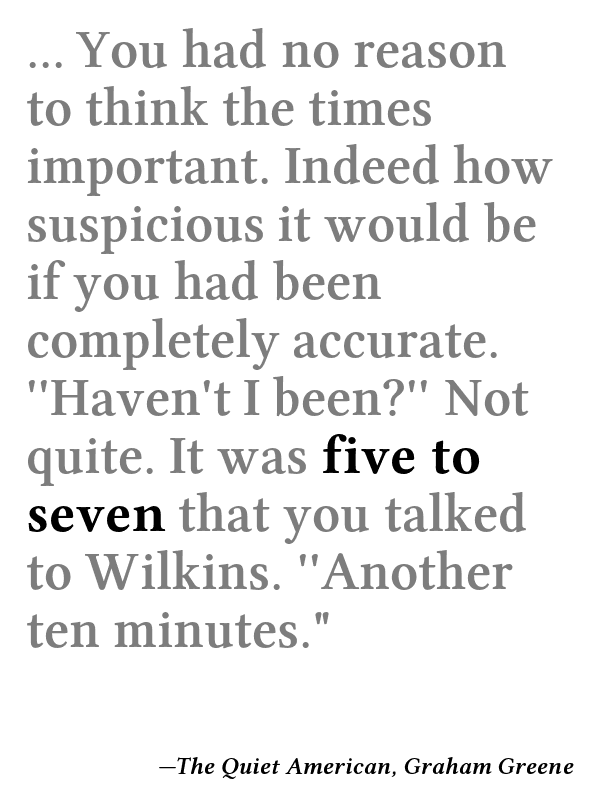 ... You had no reason
to think the times
important. Indeed how
suspicious it would be
if you had been
completely accurate.
''Haven't I been?'' Not
quite. It was five to
seven that you talked
to Wilkins. ''Another
ten minutes."
—The Quiet American, Graham Greene